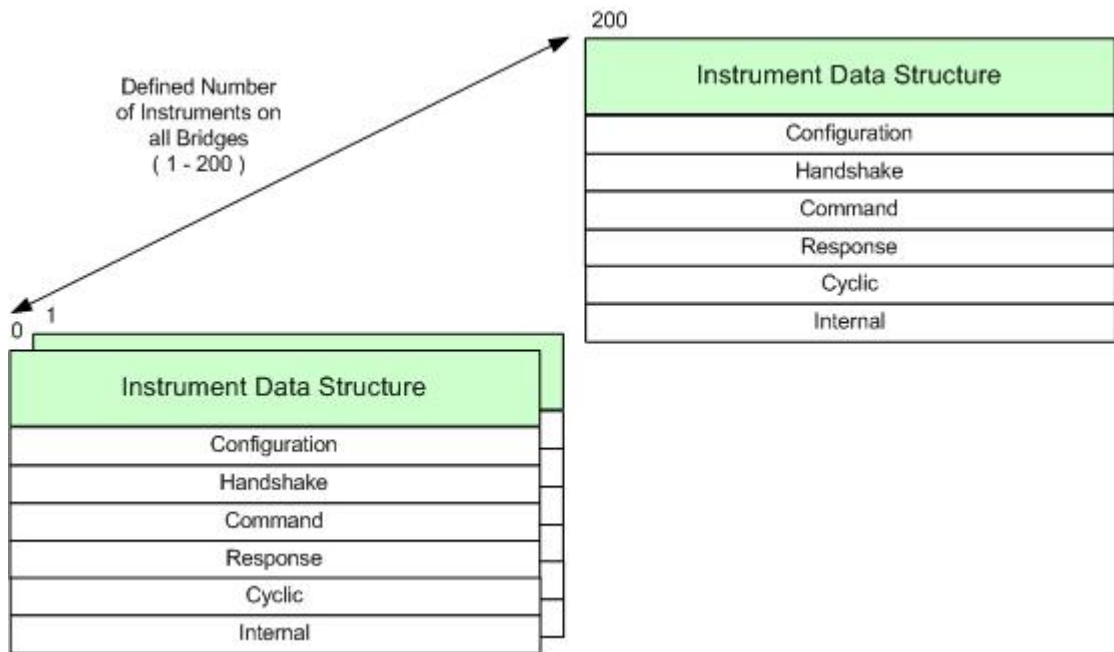 200
Instrument Data Structure
Configuration
Handshake
Command
Response
Cyclic
Internal
Defined Number
of Instruments on
all Bridges
( 1 - 200 )
0
1
Instrument Data Structure
Configuration
Handshake
Command
Response
Cyclic
Internal